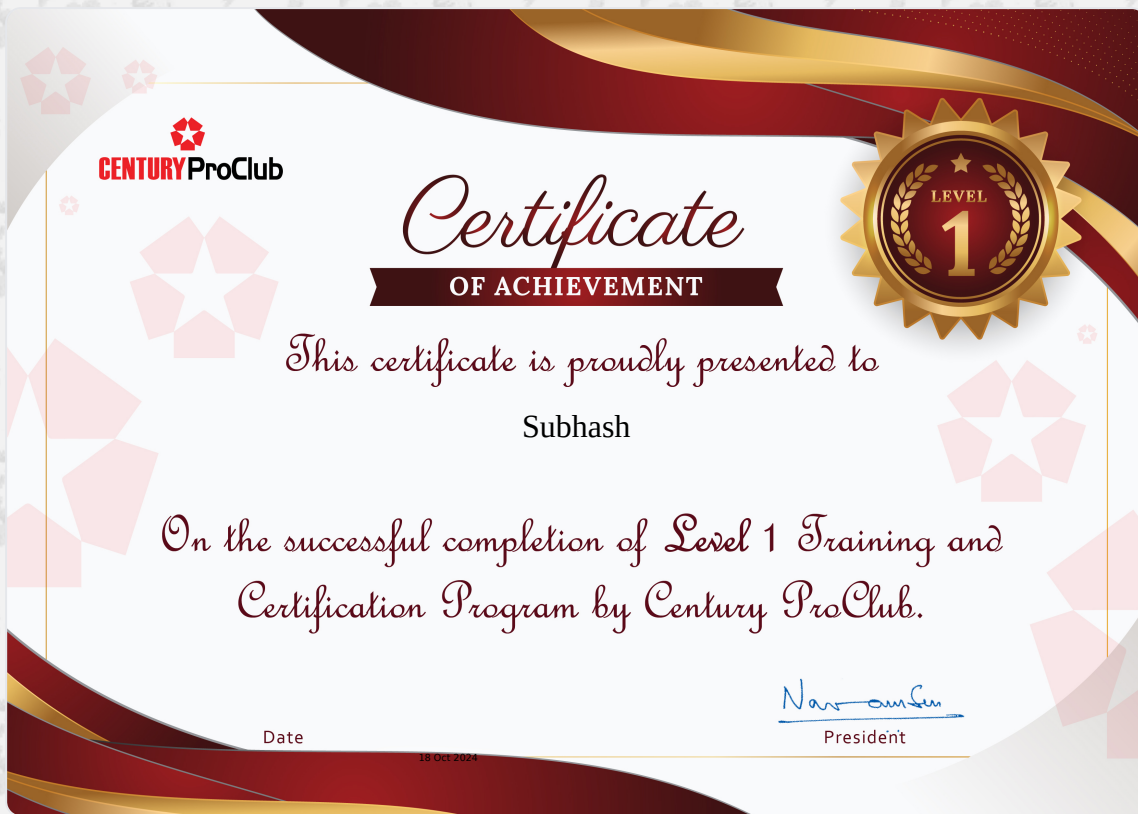 CENTURY ProClub
Certificate
OF ACHIEVEMENT
LEVEL
1
This certificate is proudly presented to
Subhash
On the successful completion of Level 1 Training and
Certification Program by Century ProClub.
Date
President
18 Oct 2024